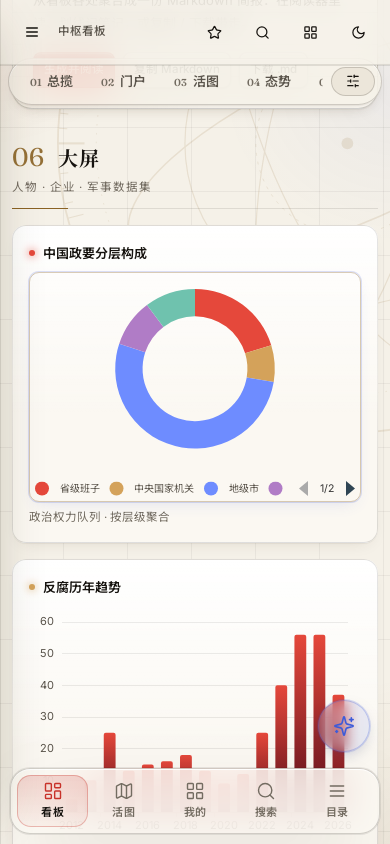 中枢看板
01 总揽 02 门户 03 活图 04 态势
06 大屏
人物 · 企业 · 军事数据集
中国政要分层构成
省级班子 中央国家机关 地级市 1/2
政治权力队列 · 按层级聚合
反腐历年趋势
60
50
40
30
20
看板 活图 我的 搜索 目录